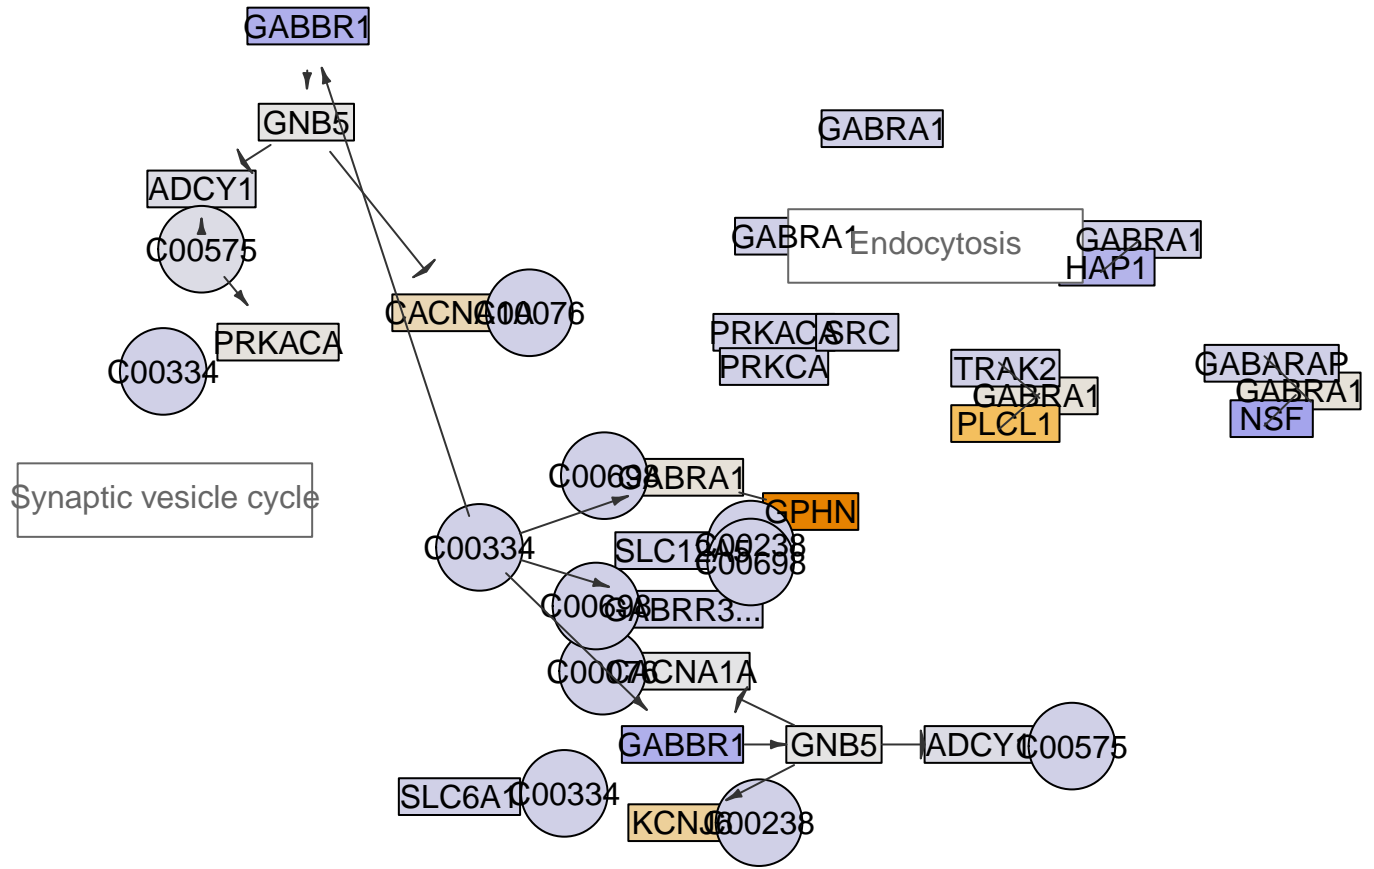 GABBR1
GNB5
GABRA1
ADCY1
C00575
GABRA1
Endocytosis
GABRA1
HAP1
CACNA1A
C00076
PRKACA
C00334
PRKACA
SRC
PRKCA
TRAK2
GABRA1
PLCL1
GABARAP
GABRA1
NSF
Synaptic vesicle cycle
C00698
GABRA1
GPHN
C00334
SLC12A5
C00238
C00698
C00698
GABRR3...
C00076
CACNA1A
GABBR1
GNB5
ADCY1
C00575
SLC6A1
C00334
KCNJ6
C00238